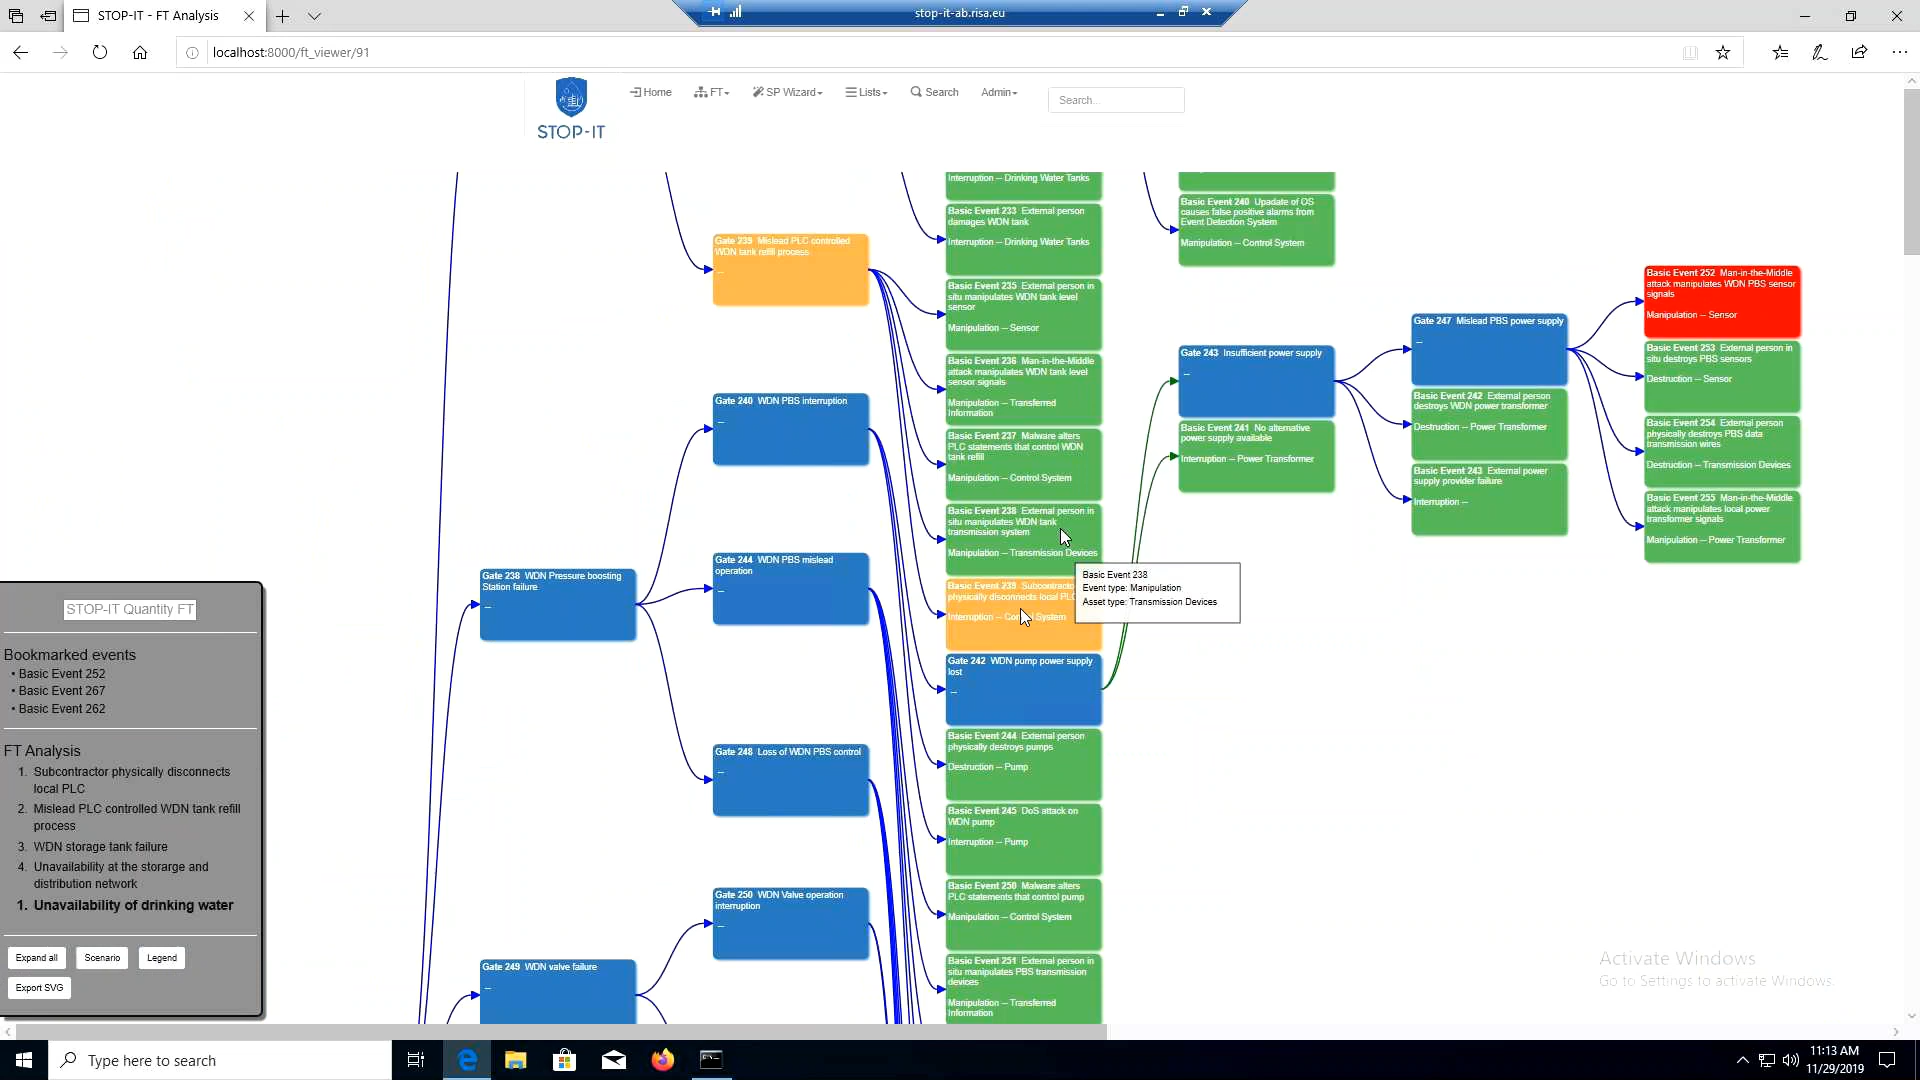 STOP-IT - FT Analysis
stop-it-ab.risa.eu
localhost:8000/ft_viewer/91
STOP-IT
Home
FT
SP Wizard
Lists
Search
Admin
Search...
Interruption -- Drinking Water Tanks
Basic Event 233 External person
damages WDN tank
Interruption -- Drinking Water Tanks
Basic Event 240 Upadate of OS
causes false positive alarms from
Event Detection System
Manipulation -- Control System
Gate 239 Mislead PLC controlled
WDN tank refill process
--
Basic Event 235 External person in
situ manipulates WDN tank level
sensor
Manipulation -- Sensor
Basic Event 252 Man-in-the-Middle
attack manipulates WDN PBS sensor
signals
Manipulation -- Sensor
Gate 247 Mislead PBS power supply
--
Basic Event 253 External person in
situ destroys PBS sensors
Destruction -- Sensor
Gate 243 Insufficient power supply
--
Basic Event 236 Man-in-the-Middle
attack manipulates WDN tank level
sensor signals
Manipulation -- Transferred
Information
Basic Event 242 External person
destroys WDN power transformer
Destruction -- Power Transformer
Gate 240 WDN PBS interruption
--
Basic Event 254 External person
physically destroys PBS data
transmission wires
Destruction -- Transmission Devices
Basic Event 241 No alternative
power supply available
Interruption -- Power Transformer
Basic Event 237 Malware alters
PLC statements that control WDN
tank refill
Manipulation -- Control System
Basic Event 243 External power
supply provider failure
Interruption --
Basic Event 255 Man-in-the-Middle
attack manipulates local power
transformer signals
Manipulation -- Power Transformer
Basic Event 238 External person in
situ manipulates WDN tank
transmission system
Manipulation -- Transmission Devices
Gate 244 WDN PBS mislead
operation
--
Gate 238 WDN Pressure boosting
Station failure
--
Basic Event 238
Event type: Manipulation
Asset type: Transmission Devices
Basic Event 239 Subcontracto
physically disconnects local PLC
Interruption -- Control System
Gate 242 WDN pump power supply
lost
--
Basic Event 244 External person
physically destroys pumps
Destruction -- Pump
Gate 248 Loss of WDN PBS control
--
Basic Event 245 DoS attack on
WDN pump
Interruption -- Pump
Basic Event 250 Malware alters
PLC statements that control pump
Manipulation -- Control System
Gate 250 WDN Valve operation
interruption
--
Basic Event 251 External person in
situ manipulates PBS transmission
devices
Manipulation -- Transferred
Information
Gate 249 WDN valve failure
--
STOP-IT Quantity FT
Bookmarked events
• Basic Event 252
• Basic Event 267
• Basic Event 262
FT Analysis
1. Subcontractor physically disconnects
local PLC
2. Mislead PLC controlled WDN tank refill
process
3. WDN storage tank failure
4. Unavailability at the storarge and
distribution network
1. Unavailability of drinking water
Expand all
Scenario
Legend
Export SVG
Activate Windows
Go to Settings to activate Windows.
Type here to search
11:13 AM
11/29/2019